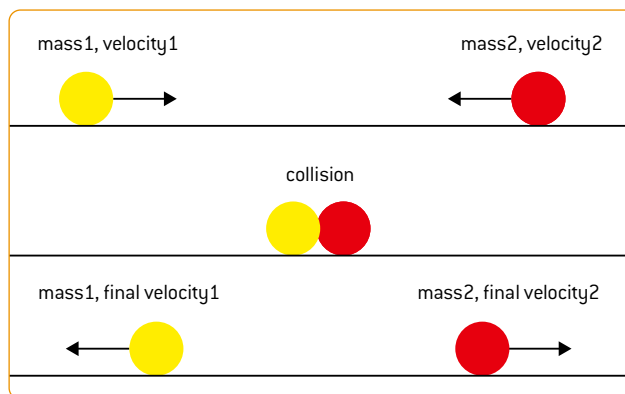 mass1, velocity1
mass2, velocity2
collision
mass1, final velocity1
mass2, final velocity2